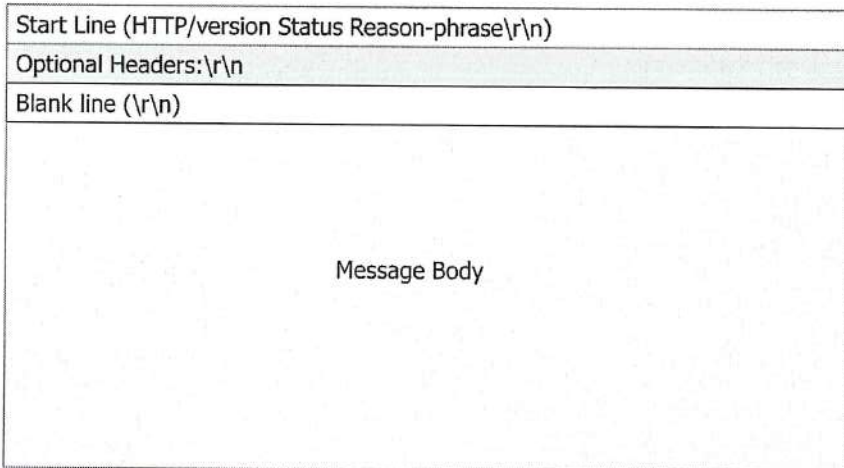 Start Line (HTTP/version Status Reason-phrase\r\n)
Optional Headers:\r\n
Blank line (\r\n)
Message Body